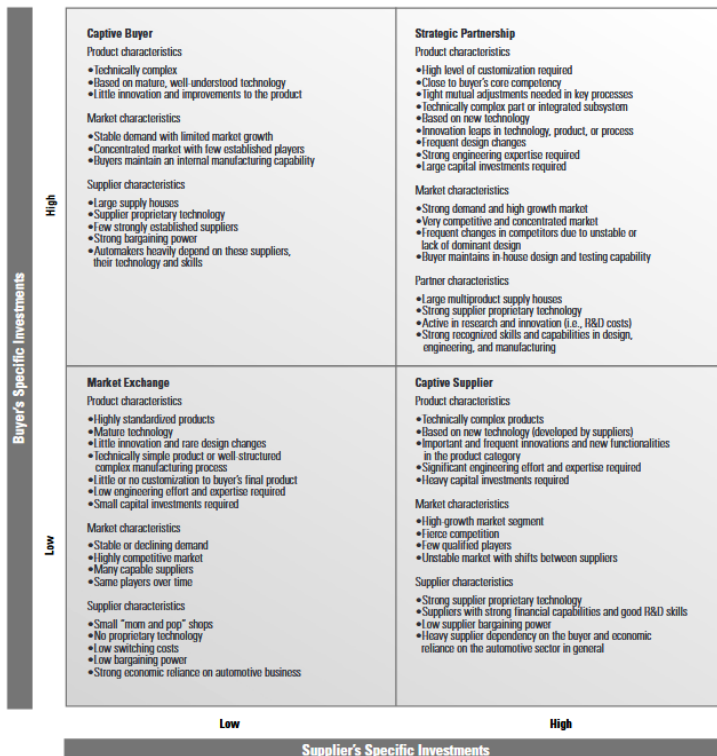 Captive Buyer
Product characteristics
•Technically complex
•Based on mature, well-understood technology
•Little innovation and improvements to the product
Market characteristics
•Stable demand with limited market growth
•Concentrated market with few established players
•Buyers maintain an internal manufacturing capability
Supplier characteristics
•Large supply houses
•Supplier proprietary technology
•Few strongly established suppliers
•Strong bargaining power
•Automakers heavily depend on these suppliers,
their technology and skills
Strategic Partnership
Product characteristics
•High level of customization required
•Close to buyer's core competency
•Tight mutual adjustments needed in key processes
•Technically complex part or integrated subsystem
•Based on new technology
•Innovation leaps in technology, product, or process
•Frequent design changes
•Strong engineering expertise required
•Large capital investments required
Market characteristics
•Strong demand and high growth market
•Very competitive and concentrated market
•Frequent changes in competitors due to unstable or
lack of dominant design
•Buyer maintains in-house design and testing capability
Partner characteristics
•Large multiproduct supply houses
•Strong supplier proprietary technology
•Active in research and innovation (i.e., R&D costs)
•Strong recognized skills and capabilities in design,
engineering, and manufacturing
Market Exchange
Product characteristics
•Highly standardized products
•Mature technology
•Little innovation and rare design changes
•Technically simple product or well-structured
complex manufacturing process
•Little or no customization to buyer's final product
•Low engineering effort and expertise required
•Small capital investments required
Market characteristics
•Stable or declining demand
•Highly competitive market
•Many capable suppliers
•Same players over time
Supplier characteristics
•Small "mom and pop" shops
•No proprietary technology
•Low switching costs
•Low bargaining power
•Strong economic reliance on automotive business
Captive Supplier
Product characteristics
•Technically complex products
•Based on new technology (developed by suppliers)
•Important and frequent innovations and new functionalities
in the product category
•Significant engineering effort and expertise required
•Heavy capital investments required
Market characteristics
•High-growth market segment
•Fierce competition
•Few qualified players
•Unstable market with shifts between suppliers
Supplier characteristics
•Strong supplier proprietary technology
•Suppliers with strong financial capabilities and good R&D skills
•Low supplier bargaining power
•Heavy supplier dependency on the buyer and economic
reliance on the automotive sector in general
High
Low
Buyer's Specific Investments
Low
High
Supplier's Specific Investments